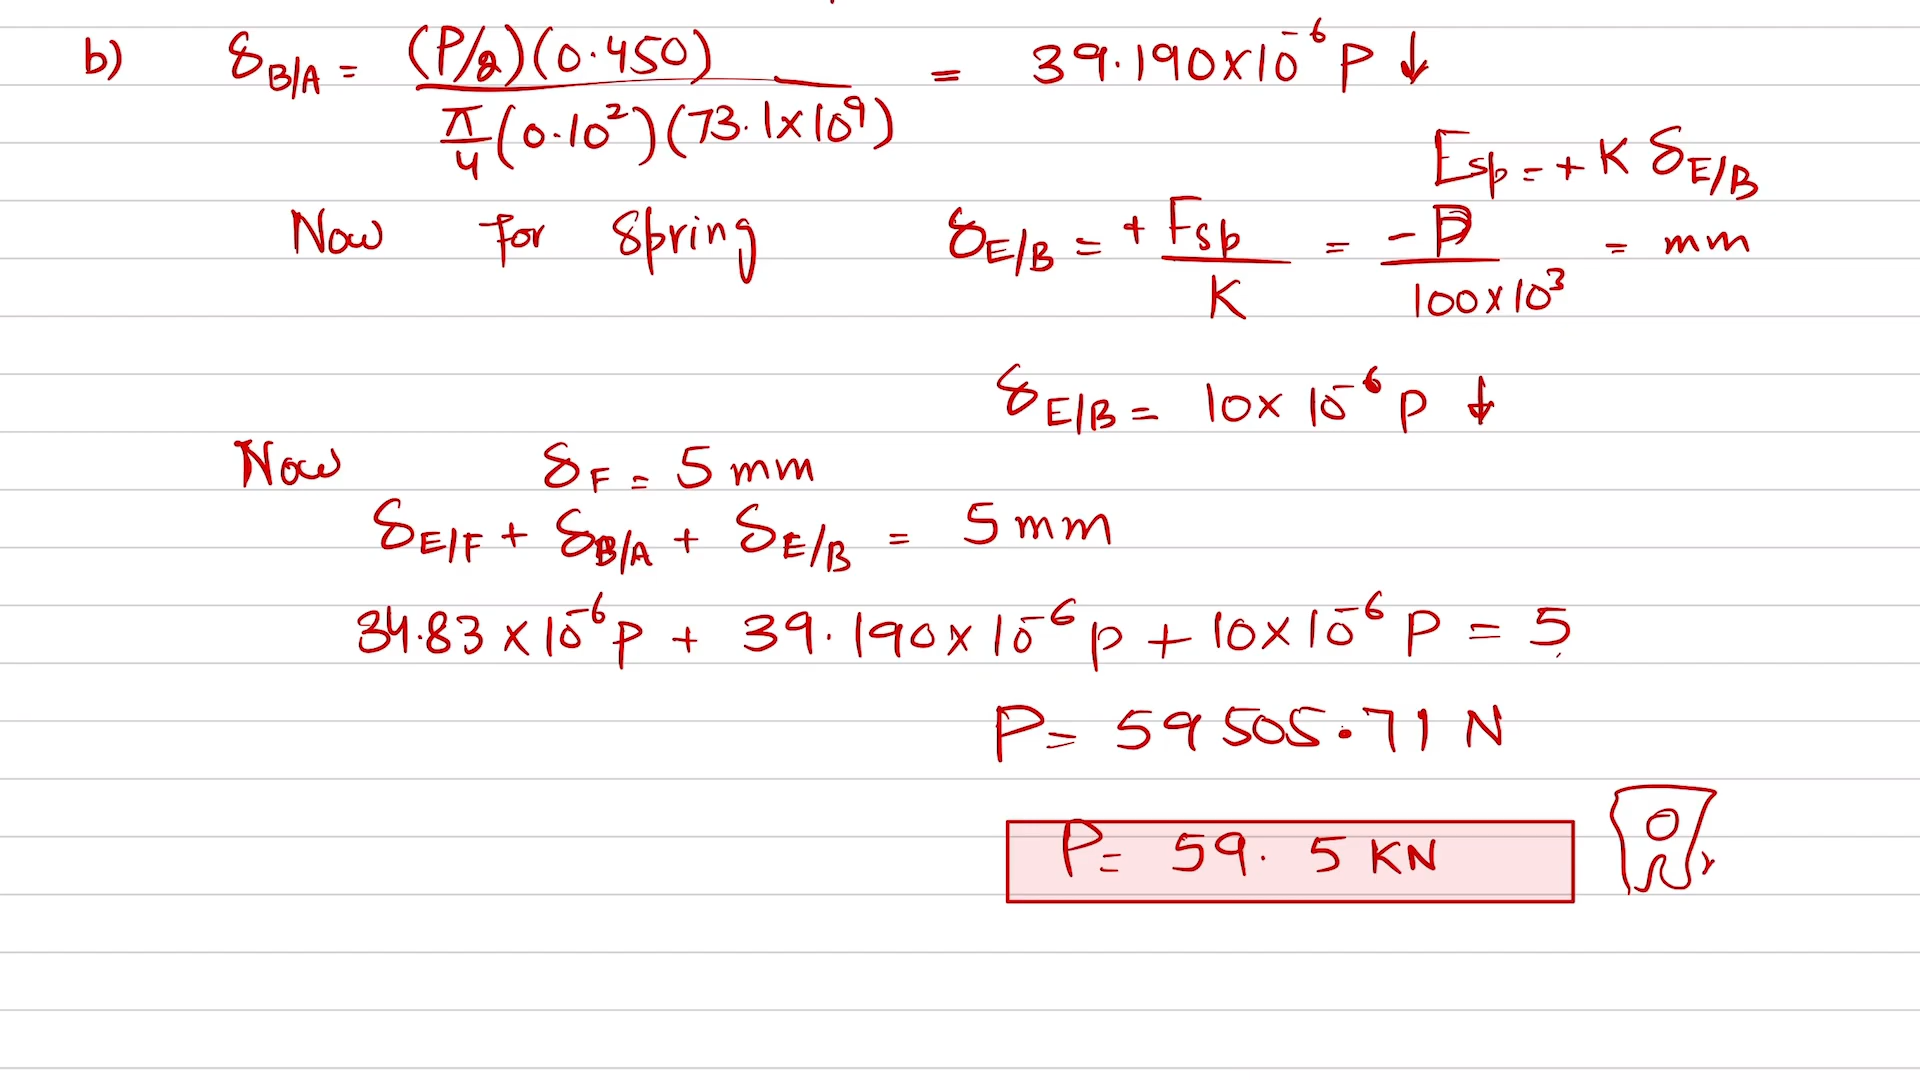 b) δB/A = (P/2)(0.450) / π/4(0.10²)(73.1×10⁹) = 39.190×10⁻⁶ P ↓
Fsp = + K δE/B
Now for Spring δE/B = + Fsp/K = -P/100×10³ = mm
δE/B = 10×10⁻⁶ P ↓
Now δF = 5 mm
δE/F + δB/A + δE/B = 5 mm
34.83 × 10⁻⁶ P + 39.190×10⁻⁶ P + 10×10⁻⁶ P = 5
P = 59505.71 N
P = 59.5 KN